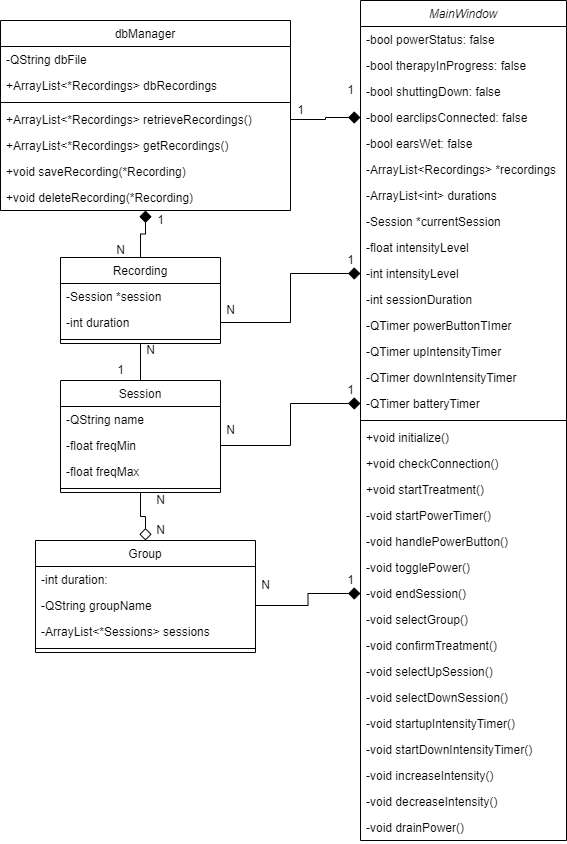 dbManager
-QString dbFile
+ArrayList<*Recordings> dbRecordings
+ArrayList<*Recordings> retrieveRecordings()
+ArrayList<*Recordings> getRecordings()
+void saveRecording(*Recording)
+void deleteRecording(*Recording)
1
1
1
N
Recording
-Session *session
-int duration
N
1
N
1
Session
-QString name
-float freqMin
-float freqMax
N
1
N
N
Group
-int duration:
-QString groupName
-ArrayList<*Sessions> sessions
N
1
MainWindow
-bool powerStatus: false
-bool therapyInProgress: false
-bool shuttingDown: false
-bool earclipsConnected: false
-bool earsWet: false
-ArrayList<Recordings> *recordings
-ArrayList<int> durations
-Session *currentSession
-float intensityLevel
-int intensityLevel
-int sessionDuration
-QTimer powerButtonTImer
-QTimer upIntensityTimer
-QTimer downIntensityTimer
-QTimer batteryTimer
+void initialize()
+void checkConnection()
+void startTreatment()
-void startPowerTimer()
-void handlePowerButton()
-void togglePower()
-void endSession()
-void selectGroup()
-void confirmTreatment()
-void selectUpSession()
-void selectDownSession()
-void startupIntensityTimer()
-void startDownIntensityTimer()
-void increaseIntensity()
-void decreaseIntensity()
-void drainPower()